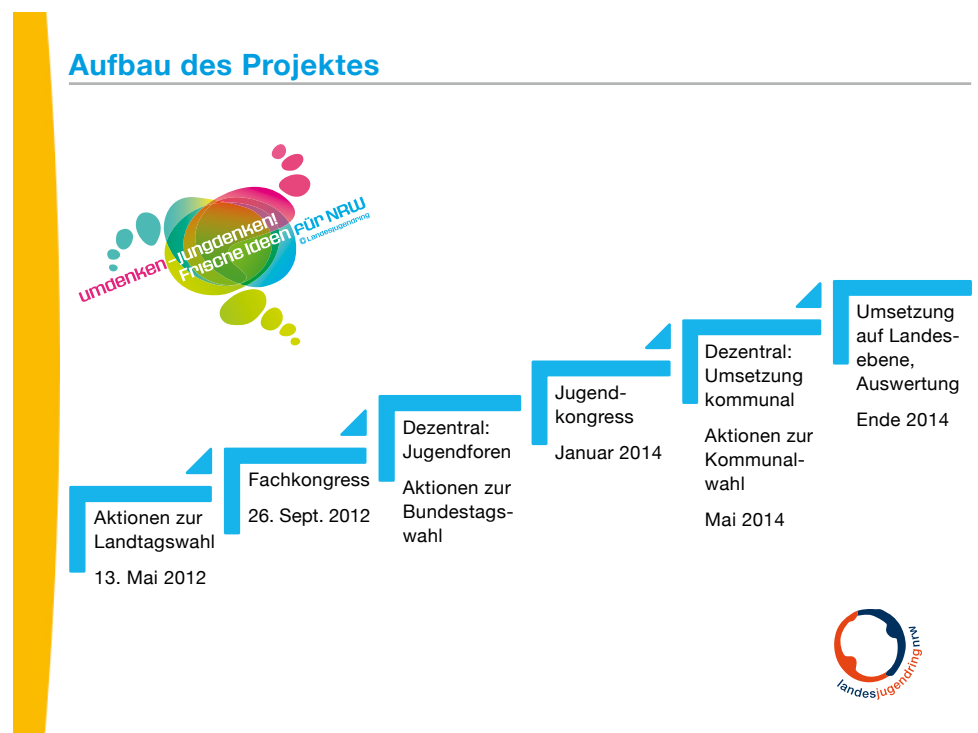 Aufbau des Projektes
umdenken – jungdenken!
Frische Ideen für NRW
© Landesjugendring
Aktionen zur
Landtagswahl
13. Mai 2012
Fachkongress
26. Sept. 2012
Dezentral:
Jugendforen
Aktionen zur
Bundestags-
wahl
Jugend-
kongress
Januar 2014
Dezentral:
Umsetzung
kommunal
Aktionen zur
Kommunal-
wahl
Mai 2014
Umsetzung
auf Landes-
ebene,
Auswertung
Ende 2014
landesjugendring nrw